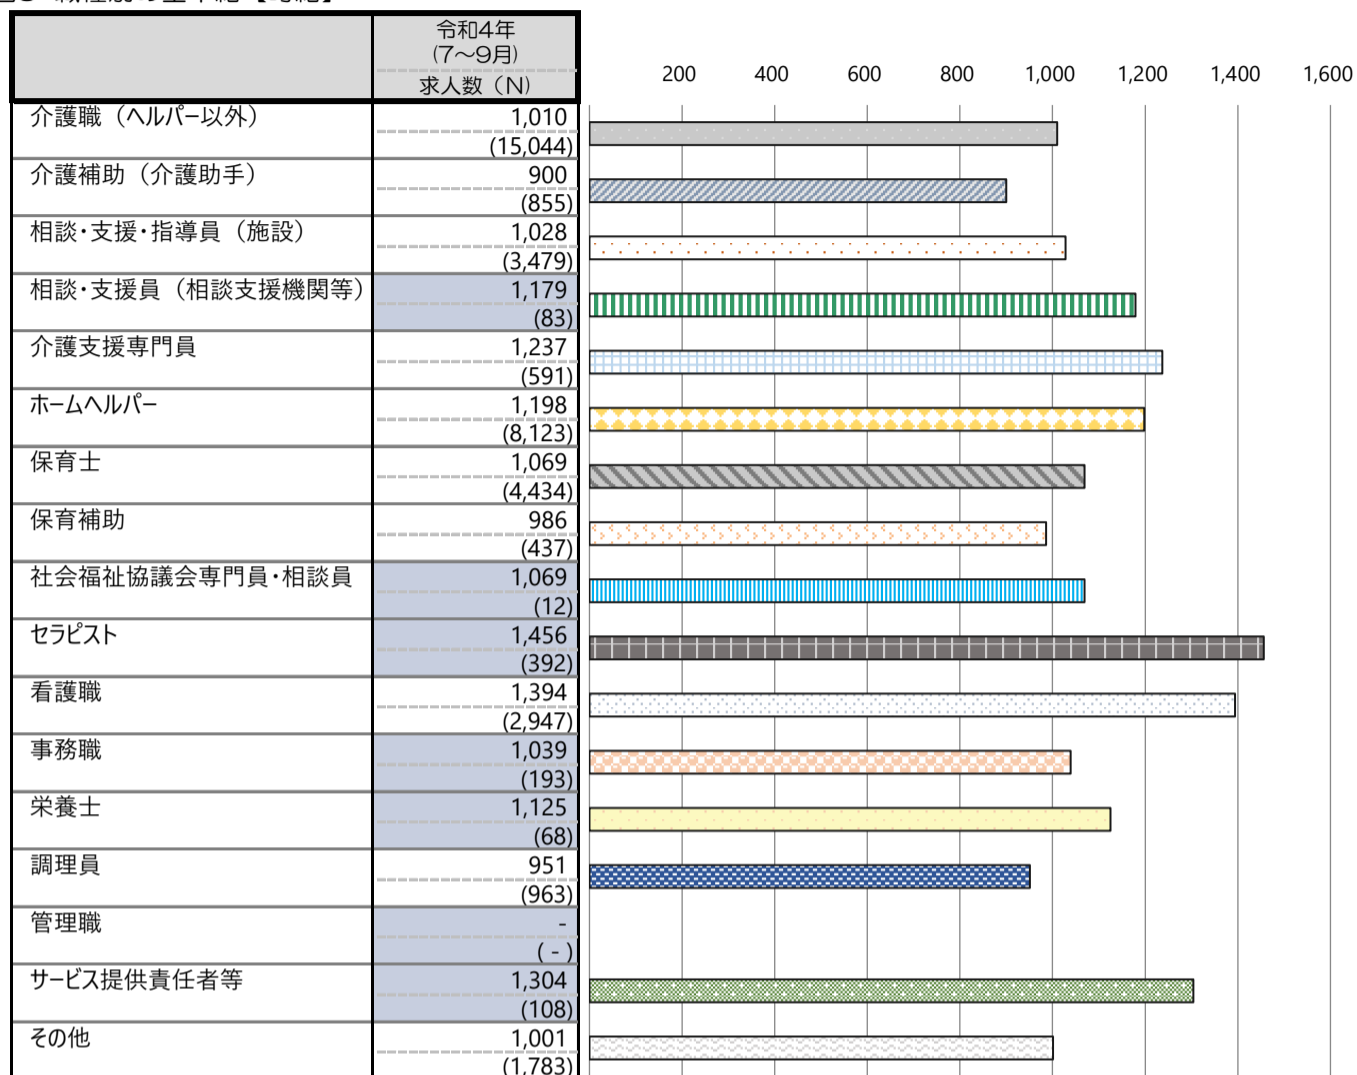 令和4年
(7～9月)
求人数（N）
200 400 600 800 1,000 1,200 1,400 1,600
介護職（ヘルパー以外）
1,010
(15,044)
介護補助（介護助手）
900
(855)
相談・支援・指導員（施設）
1,028
(3,479)
相談・支援員（相談支援機関等）
1,179
(83)
介護支援専門員
1,237
(591)
ホームヘルパー
1,198
(8,123)
保育士
1,069
(4,434)
保育補助
986
(437)
社会福祉協議会専門員・相談員
1,069
(12)
セラピスト
1,456
(392)
看護職
1,394
(2,947)
事務職
1,039
(193)
栄養士
1,125
(68)
調理員
951
(963)
管理職
-
( - )
サービス提供責任者等
1,304
(108)
その他
1,001
(1,783)